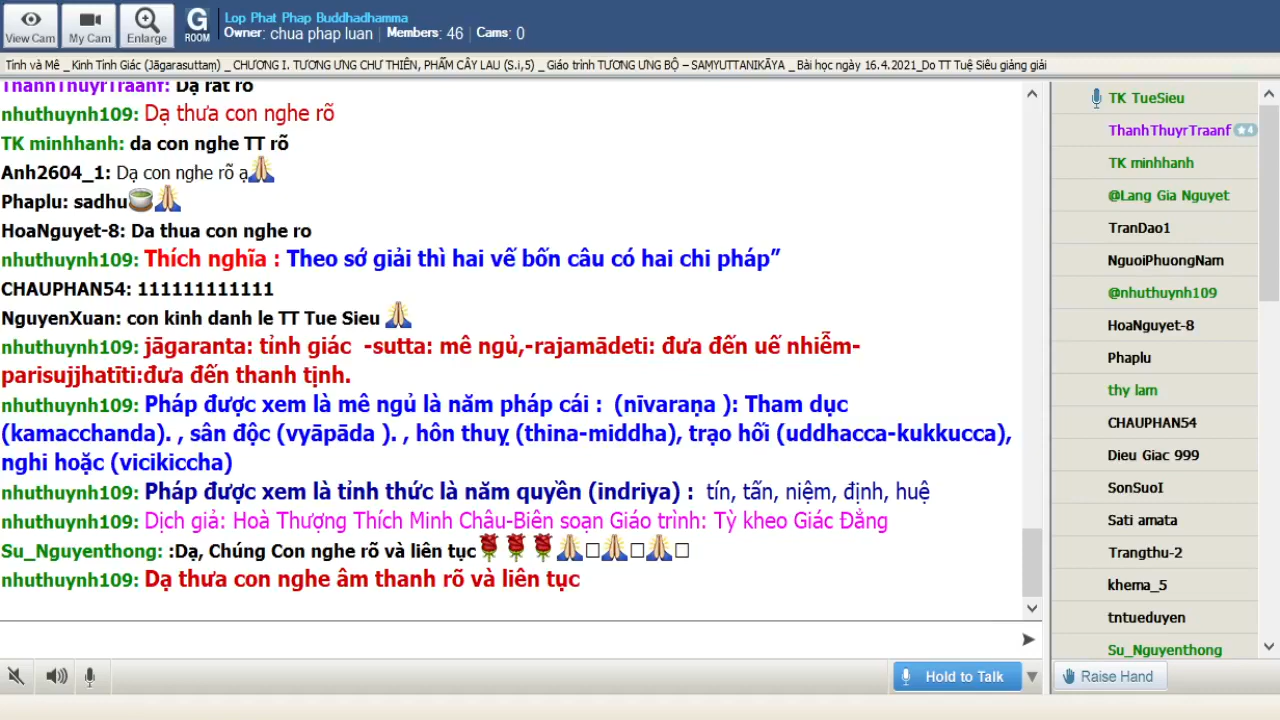 View Cam
My Cam
Enlarge
G
ROOM
Lop Phat Phap Buddhadhamma
Owner: chua phap luan | Members: 46 | Cams: 0
Tinh và Mê _ Kinh Tỉnh Giác (Jāgarasuttaṃ) _ CHƯƠNG I. TƯƠNG ƯNG CHƯ THIÊN, PHẨM CÂY LAU (S.i,5) _ Giáo trình TƯƠNG ƯNG BỘ – SAṂYUTTANIKĀYA _ Bài học ngày 16.4.2021_Do TT Tuệ Siêu giảng giải
ThanhThuyrTraanf: Dạ rất rõ
nhuthuynh109: Dạ thưa con nghe rõ
TK minhhanh: da con nghe TT rõ
Anh2604_1: Dạ con nghe rõ ạ🙏
Phaplu: sadhu🍵🙏
HoaNguyet-8: Da thua con nghe ro
nhuthuynh109: Thích nghĩa : Theo sớ giải thì hai vế bốn câu có hai chi pháp”
CHAUPHAN54: 111111111111
NguyenXuan: con kinh danh le TT Tue Sieu 🙏
nhuthuynh109: jāgaranta: tỉnh giác -sutta: mê ngủ,-rajamādeti: đưa đến uế nhiễm-
parisujjhatīti:đưa đến thanh tịnh.
nhuthuynh109: Pháp được xem là mê ngủ là năm pháp cái : (nīvaraṇa ): Tham dục
(kamacchanda). , sân độc (vyāpāda ). , hôn thuỵ (thina-middha), trạo hối (uddhacca-kukkucca),
nghi hoặc (vicikiccha)
nhuthuynh109: Pháp được xem là tỉnh thức là năm quyền (indriya) : tín, tấn, niệm, định, huệ
nhuthuynh109: Dịch giả: Hoà Thượng Thích Minh Châu-Biên soạn Giáo trình: Tỳ kheo Giác Đẳng
Su_Nguyenthong: :Dạ, Chúng Con nghe rõ và liên tục🌹🌹🌹🙏□🙏□🙏□
nhuthuynh109: Dạ thưa con nghe âm thanh rõ và liên tục
Hold to Talk
TK TueSieu
ThanhThuyrTraanf ★4
TK minhhanh
@Lang Gia Nguyet
TranDao1
NguoiPhuongNam
@nhuthuynh109
HoaNguyet-8
Phaplu
thy lam
CHAUPHAN54
Dieu Giac 999
SonSuoI
Sati amata
Trangthu-2
khema_5
tntueduyen
Su_Nguyenthong
Raise Hand